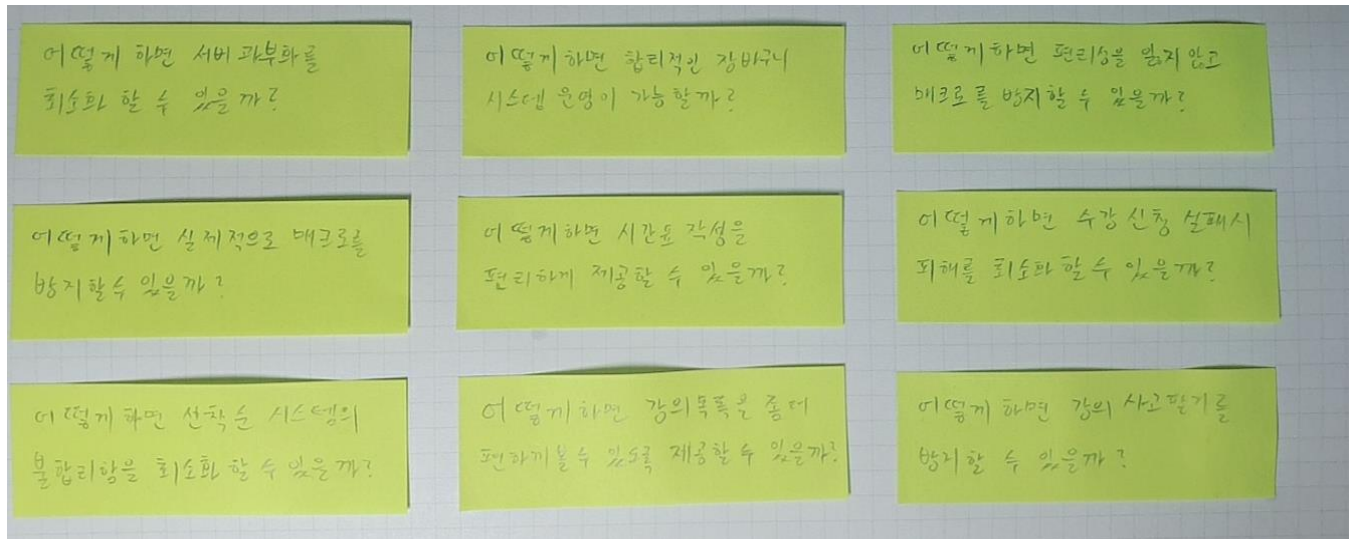 어떻게 하면 서버 과부화를
최소화 할 수 있을까?
어떻게 하면 합리적인 장바구니
시스템 운영이 가능할까?
어떻게하면 편리성을 잃지 않고
매크로를 방지할 수 있을까?
어떻게하면 실제적으로 매크로를
방지할 수 있을까?
어떻게하면 시간표 작성을
편리하게 제공할 수 있을까?
어떻게하면 수강 신청 실패시
피해를 최소화 할 수 있을까?
어떻게 하면 선착순 시스템의
불합리함을 최소화 할 수 있을까?
어떻게 하면 강의목록을 좀더
편하게볼 수 있도록 제공할 수 있을까?
어떻게 하면 강의 사고팔기를
방지할 수 있을까?